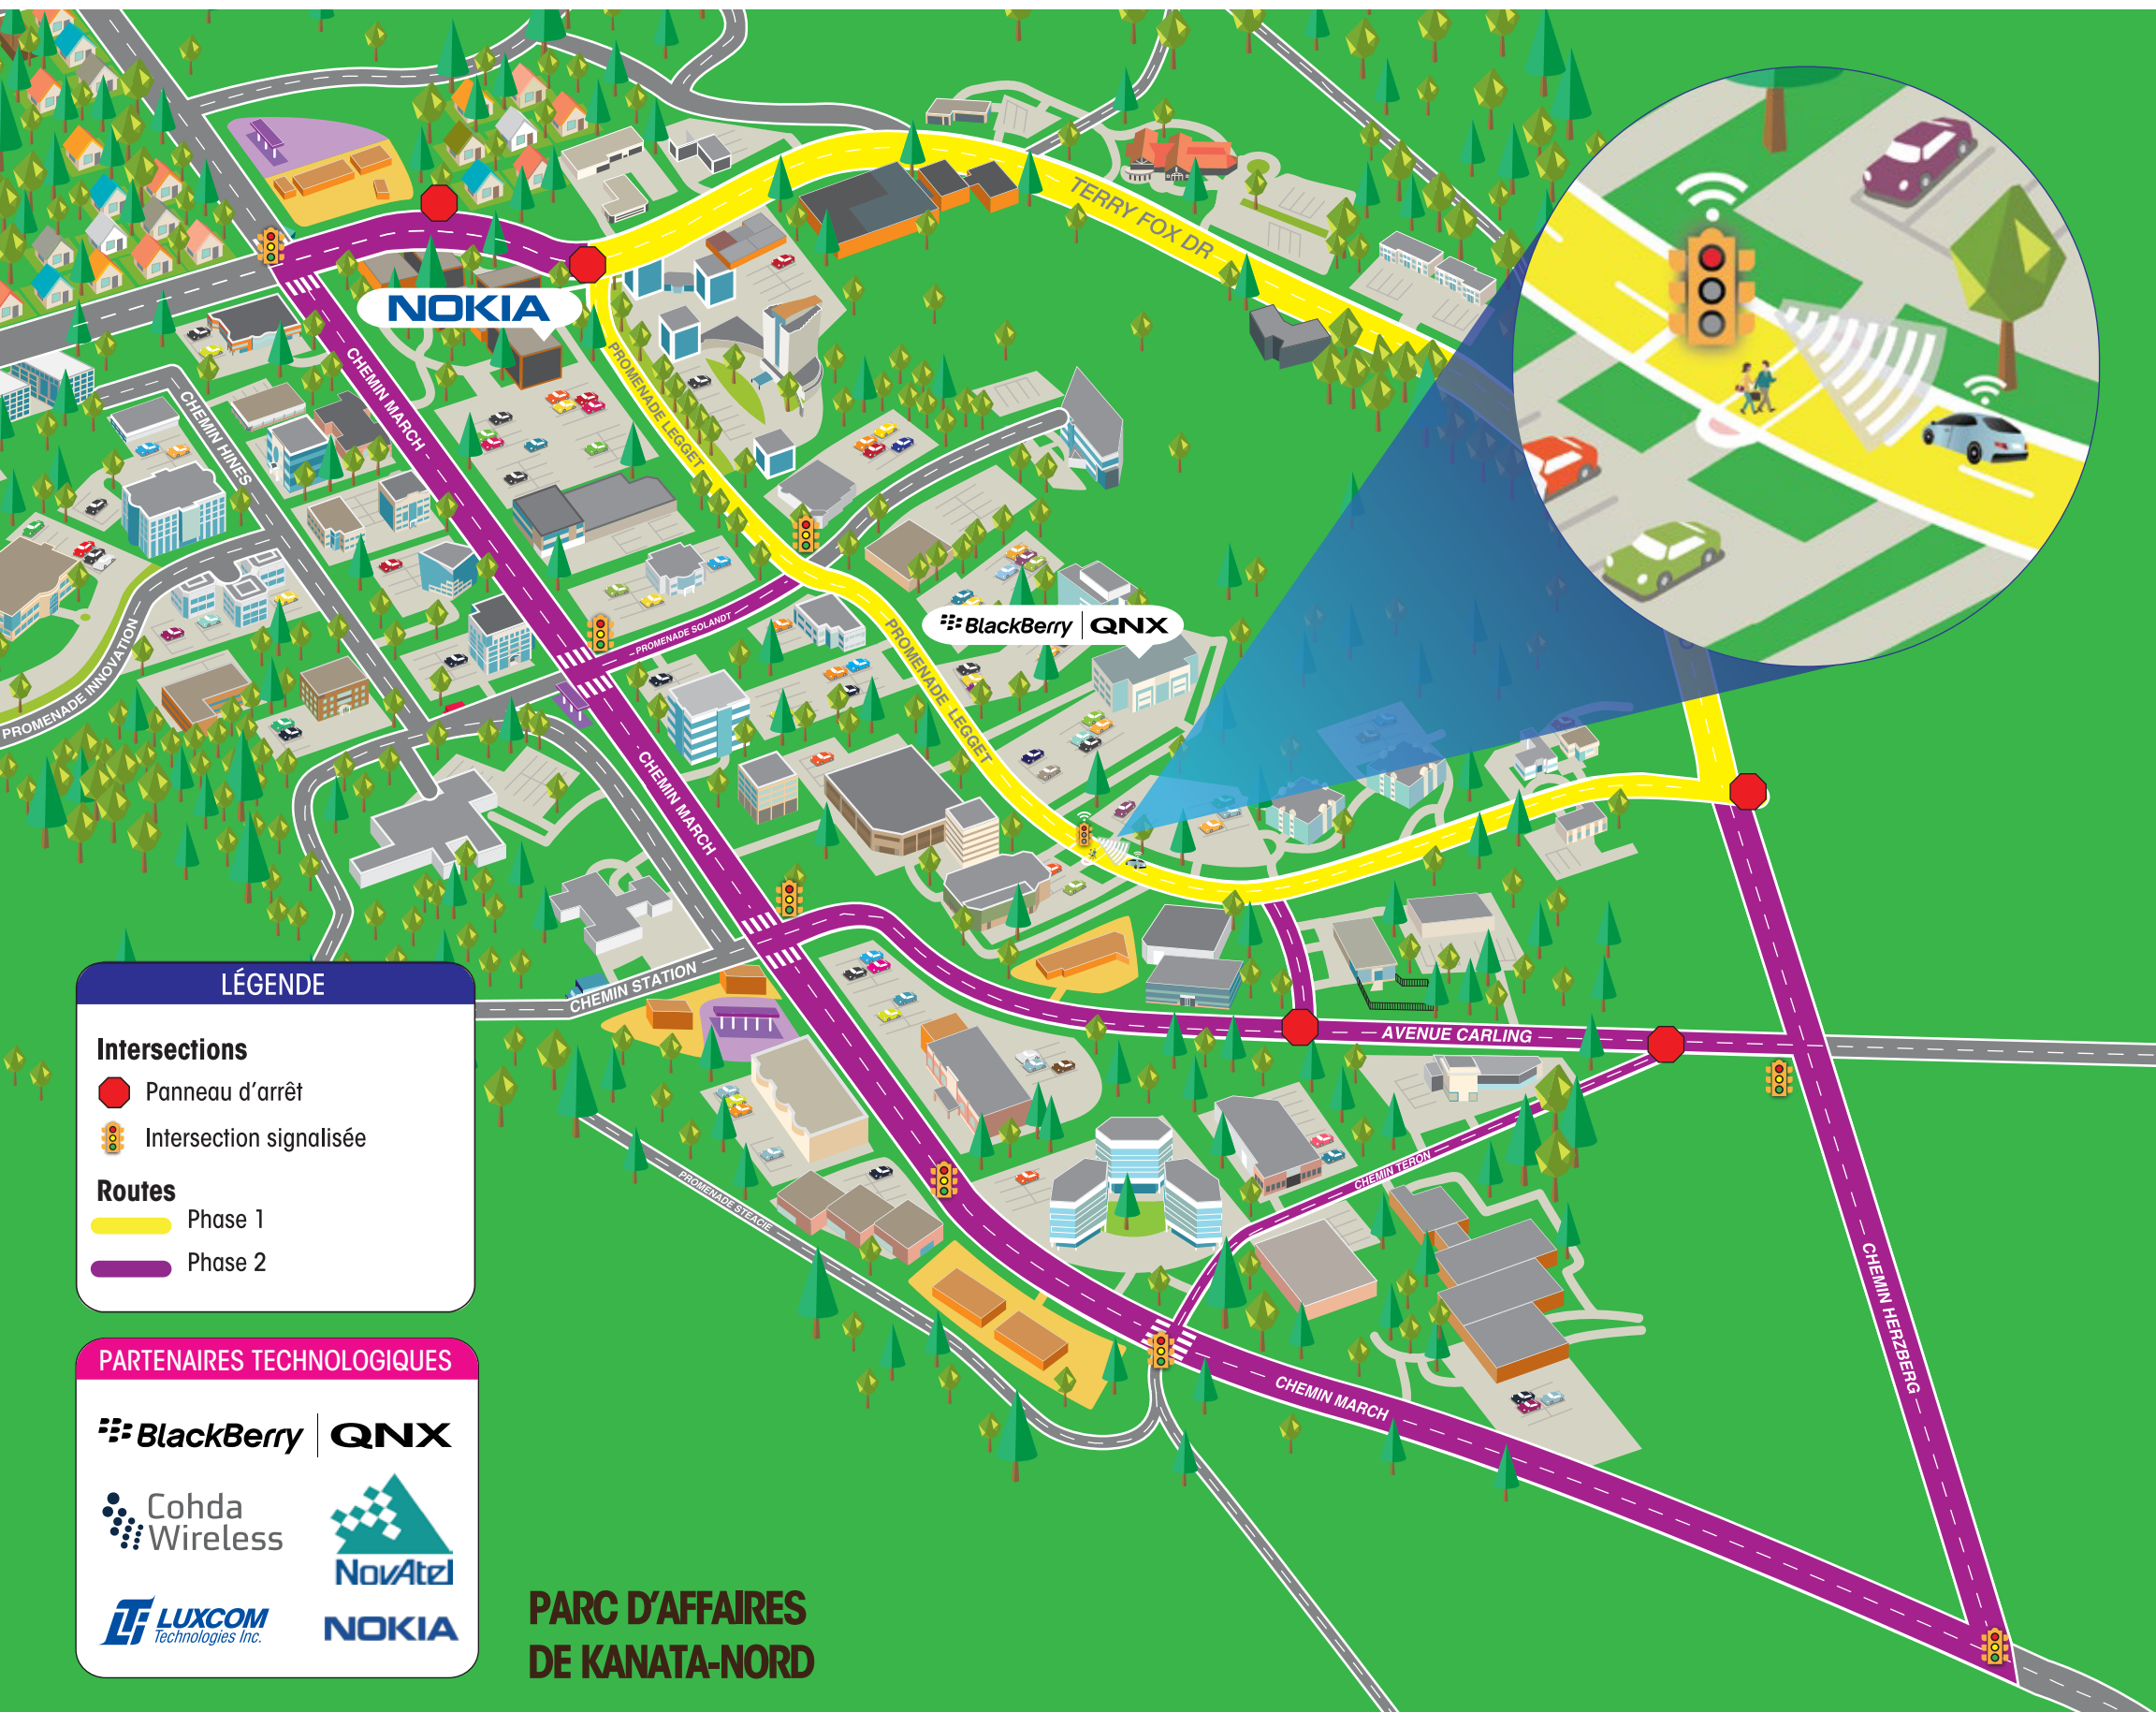 TERRY FOX DR
NOKIA
CHEMIN MARCH
PROMENADE LEGGET
CHEMIN HINES
PROMENADE INNOVATION
PROMENADE SOLANDT
BlackBerry | QNX
PROMENADE LEGGET
CHEMIN MARCH
CHEMIN STATION
AVENUE CARLING
CHEMIN TERON
PROMENADE STEACIE
CHEMIN HERZBERG
CHEMIN MARCH
LÉGENDE
Intersections
Panneau d'arrêt
Intersection signalisée
Routes
Phase 1
Phase 2
PARTENAIRES TECHNOLOGIQUES
BlackBerry | QNX
Cohda
Wireless
NovAtel
LUXCOM
Technologies Inc.
NOKIA
PARC D'AFFAIRES
DE KANATA-NORD